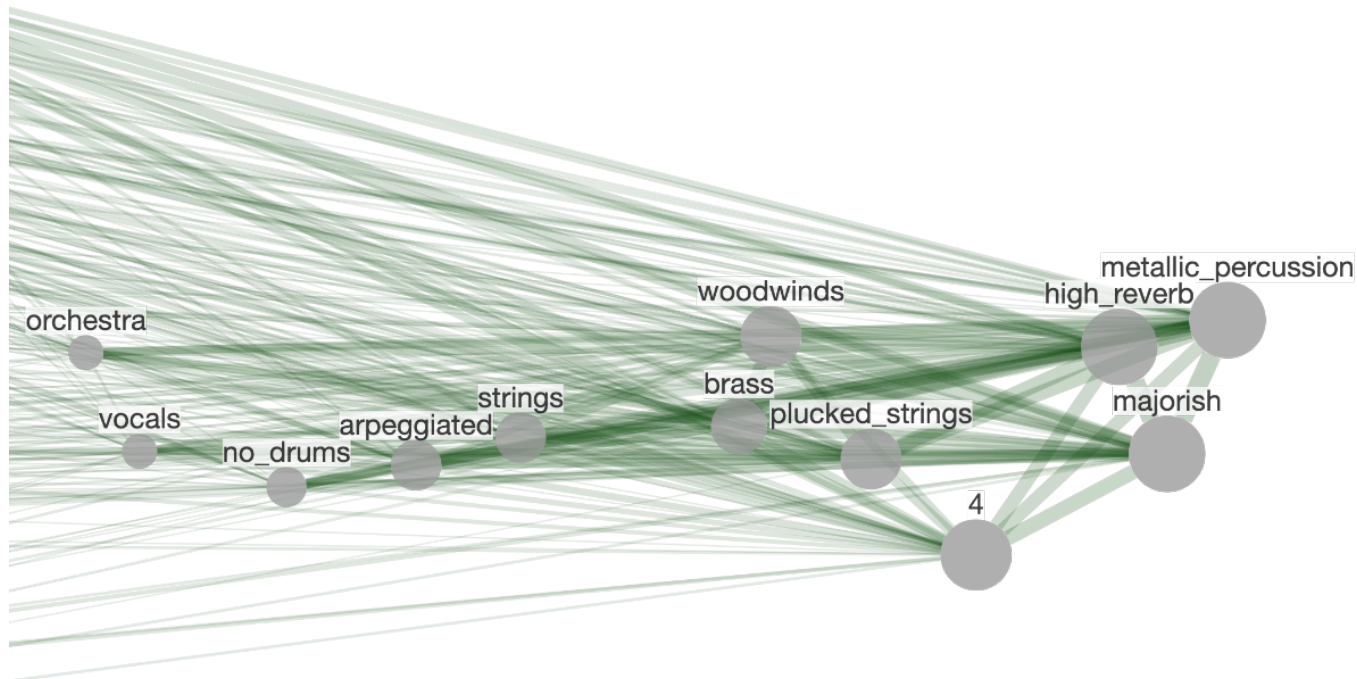 metallic_percussion
woodwinds
high_reverb
orchestra
brass
strings
plucked_strings
majorish
vocals
arpeggiated
no_drums
4